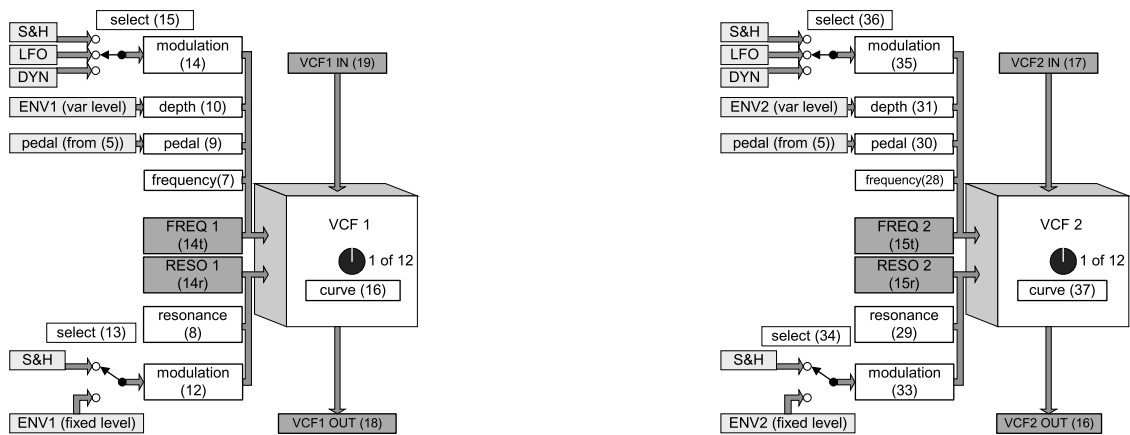 select (15)
S&H
LFO
DYN
modulation
(14)
ENV1 (var level)
depth (10)
pedal (from (5))
pedal (9)
frequency(7)
FREQ 1
(14t)
RESO 1
(14r)
resonance
(8)
select (13)
S&H
modulation
(12)
ENV1 (fixed level)
VCF1 IN (19)
VCF 1
1 of 12
curve (16)
VCF1 OUT (18)
select (36)
S&H
LFO
DYN
modulation
(35)
ENV2 (var level)
depth (31)
pedal (from (5))
pedal (30)
frequency(28)
FREQ 2
(15t)
RESO 2
(15r)
resonance
(29)
select (34)
S&H
modulation
(33)
ENV2 (fixed level)
VCF2 IN (17)
VCF 2
1 of 12
curve (37)
VCF2 OUT (16)